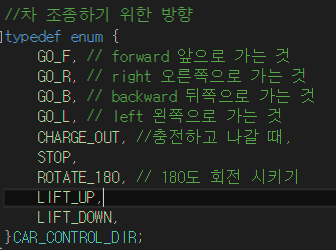 //차 조종하기 위한 방향
typedef enum {
GO_F, // forward 앞으로 가는 것
GO_R, // right 오른쪽으로 가는 것
GO_B, // backward 뒤쪽으로 가는 것
GO_L, // left 왼쪽으로 가는 것
CHARGE_OUT, //충전하고 나갈 때,
STOP,
ROTATE_180, // 180도 회전 시키기
LIFT_UP,
LIFT_DOWN,
}CAR_CONTROL_DIR;